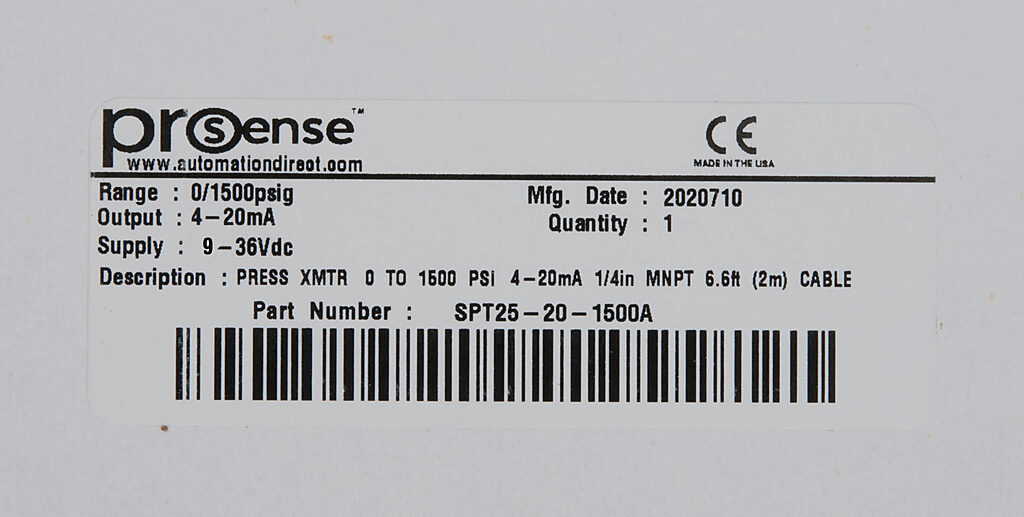 prosense™
www.automationdirect.com
CE
MADE IN THE USA
Range : 0/1500psig
Mfg. Date : 2020710
Output : 4-20mA
Quantity : 1
Supply : 9-36Vdc
Description : PRESS XMTR 0 TO 1500 PSI 4-20mA 1/4in MNPT 6.6ft (2m) CABLE
Part Number : SPT25-20-1500A